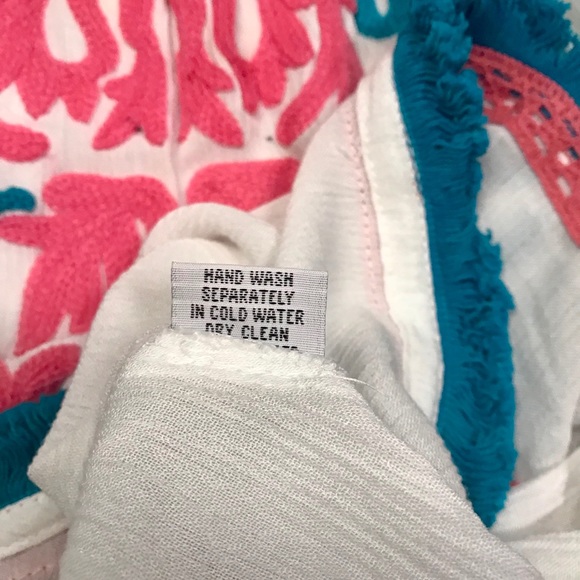 HAND WASH
SEPARATELY
IN COLD WATER
DRY CLEAN